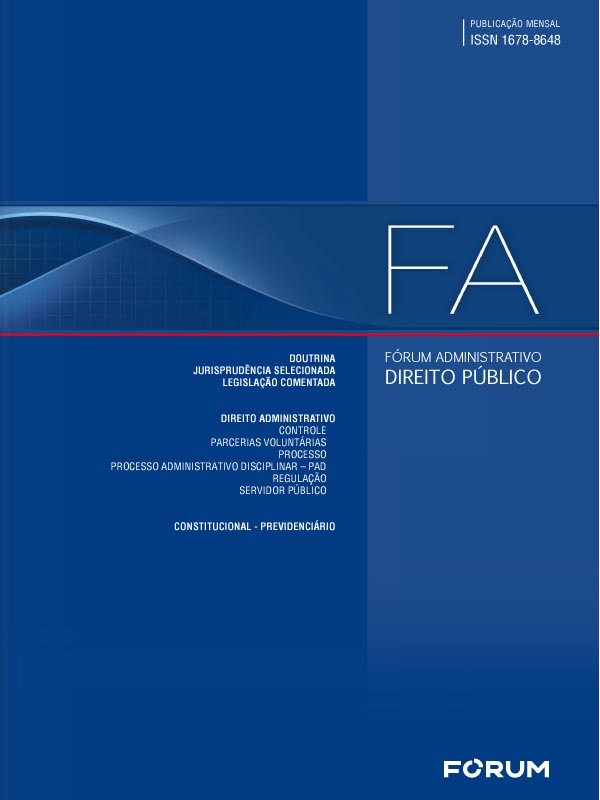 PUBLICAÇÃO MENSAL
ISSN 1678-8648
FA
FÓRUM ADMINISTRATIVO
DIREITO PÚBLICO
DOUTRINA
JURISPRUDÊNCIA SELECIONADA
LEGISLAÇÃO COMENTADA
DIREITO ADMINISTRATIVO
CONTROLE
PARCERIAS VOLUNTÁRIAS
PROCESSO
PROCESSO ADMINISTRATIVO DISCIPLINAR – PAD
REGULAÇÃO
SERVIDOR PÚBLICO
CONSTITUCIONAL - PREVIDENCIÁRIO
FÓRUM